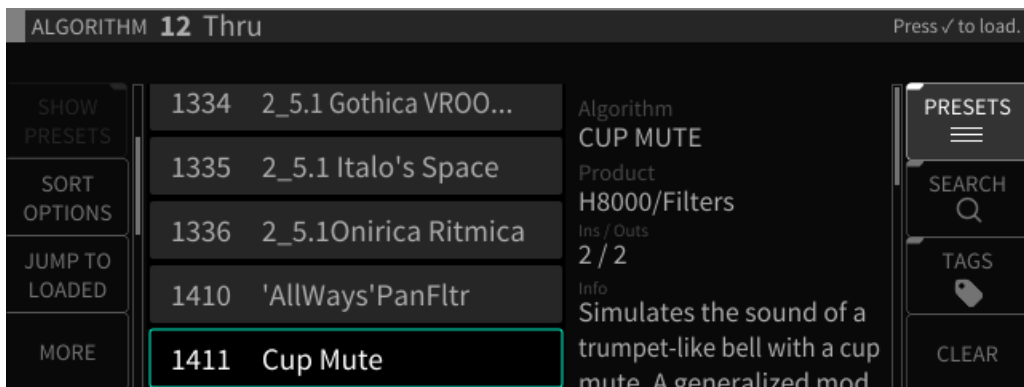 ALGORITHM 12 Thru
Press ✓ to load.
SHOW
PRESETS
SORT
OPTIONS
JUMP TO
LOADED
MORE
1334 2_5.1 Gothica VROO...
1335 2_5.1 Italo's Space
1336 2_5.1Onirica Ritmica
1410 'AllWays'PanFltr
1411 Cup Mute
Algorithm
CUP MUTE
Product
H8000/Filters
Ins / Outs
2 / 2
Info
Simulates the sound of a
trumpet-like bell with a cup
mute. A generalized mod
PRESETS
SEARCH
TAGS
CLEAR